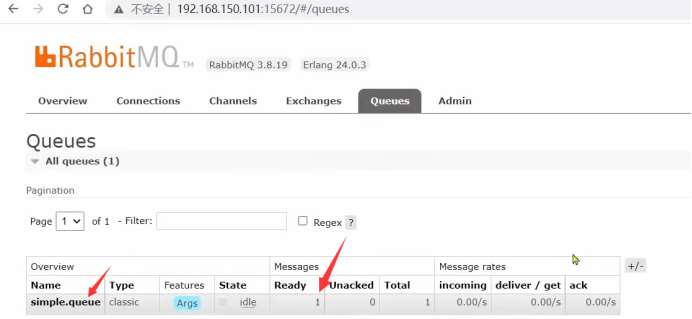 不安全 | 192.168.150.101:15672/#/queues
RabbitMQ TM RabbitMQ 3.8.19 Erlang 24.0.3
Overview Connections Channels Exchanges Queues Admin
Queues
All queues (1)
Pagination
Page 1 of 1 - Filter: Regex ?
Overview Messages Message rates +/-
Name Type Features State Ready Unacked Total incoming deliver / get ack
simple.queue classic Args idle 1 0 1 0.00/s 0.00/s 0.00/s